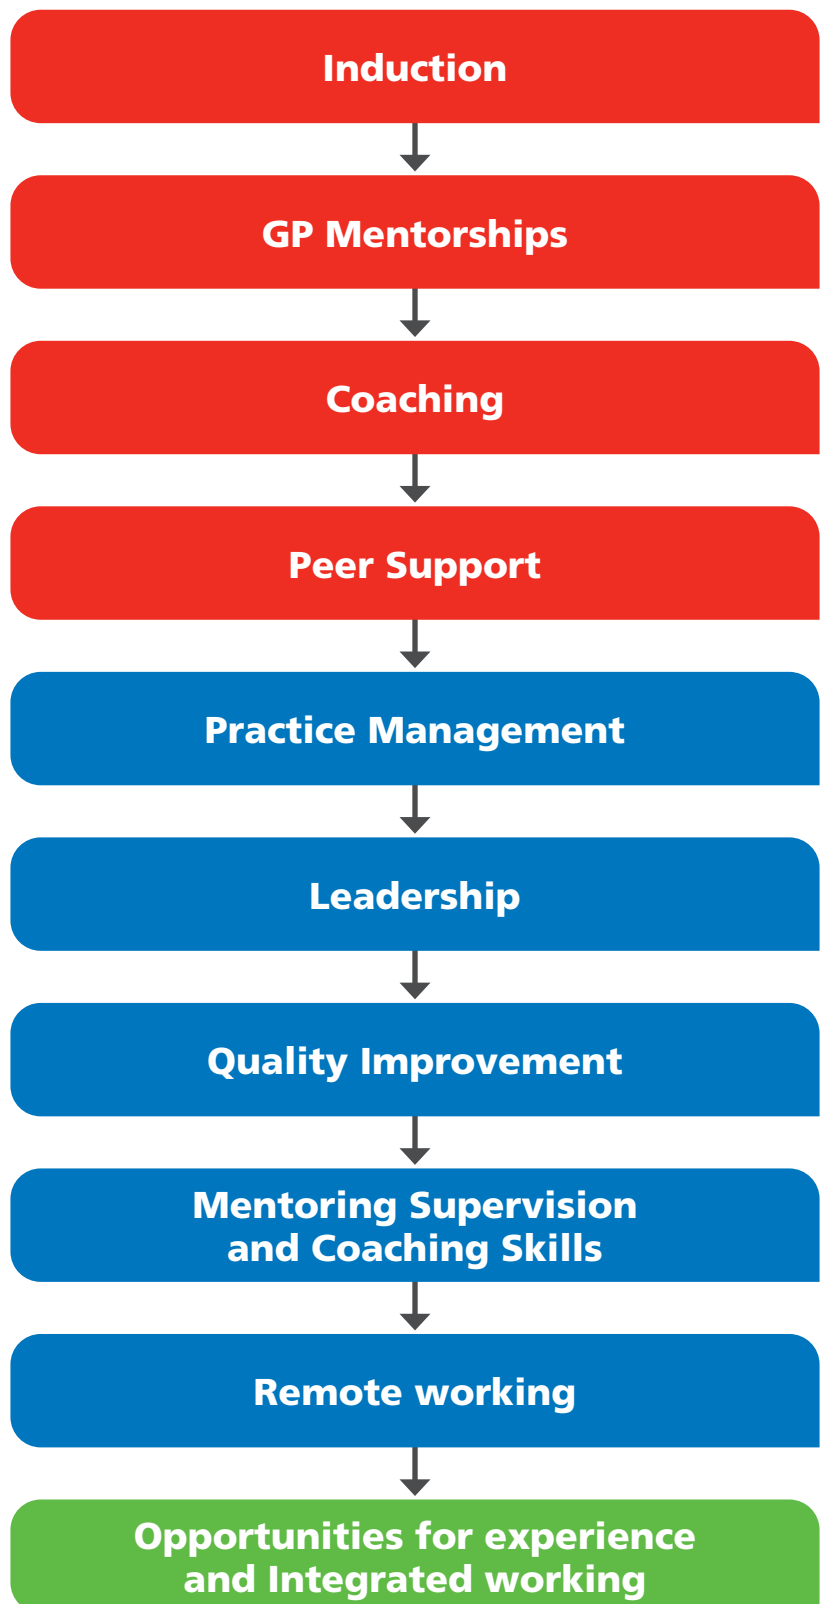 Induction
GP Mentorships
Coaching
Peer Support
Practice Management
Leadership
Quality Improvement
Mentoring Supervision
and Coaching Skills
Remote working
Opportunities for experience
and Integrated working